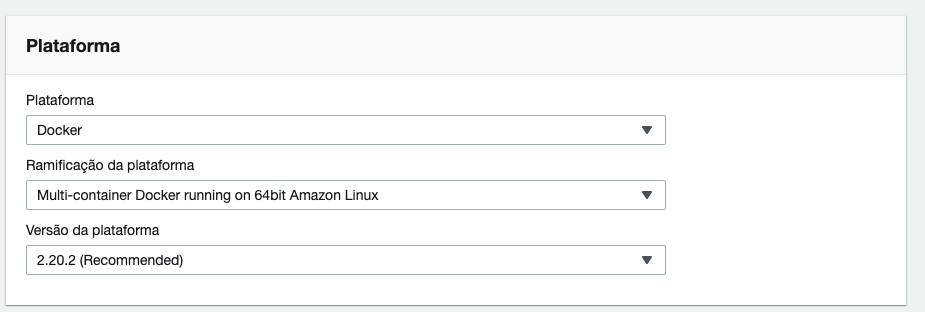 Plataforma
Plataforma
Docker
Ramificação da plataforma
Multi-container Docker running on 64bit Amazon Linux
Versão da plataforma
2.20.2 (Recommended)